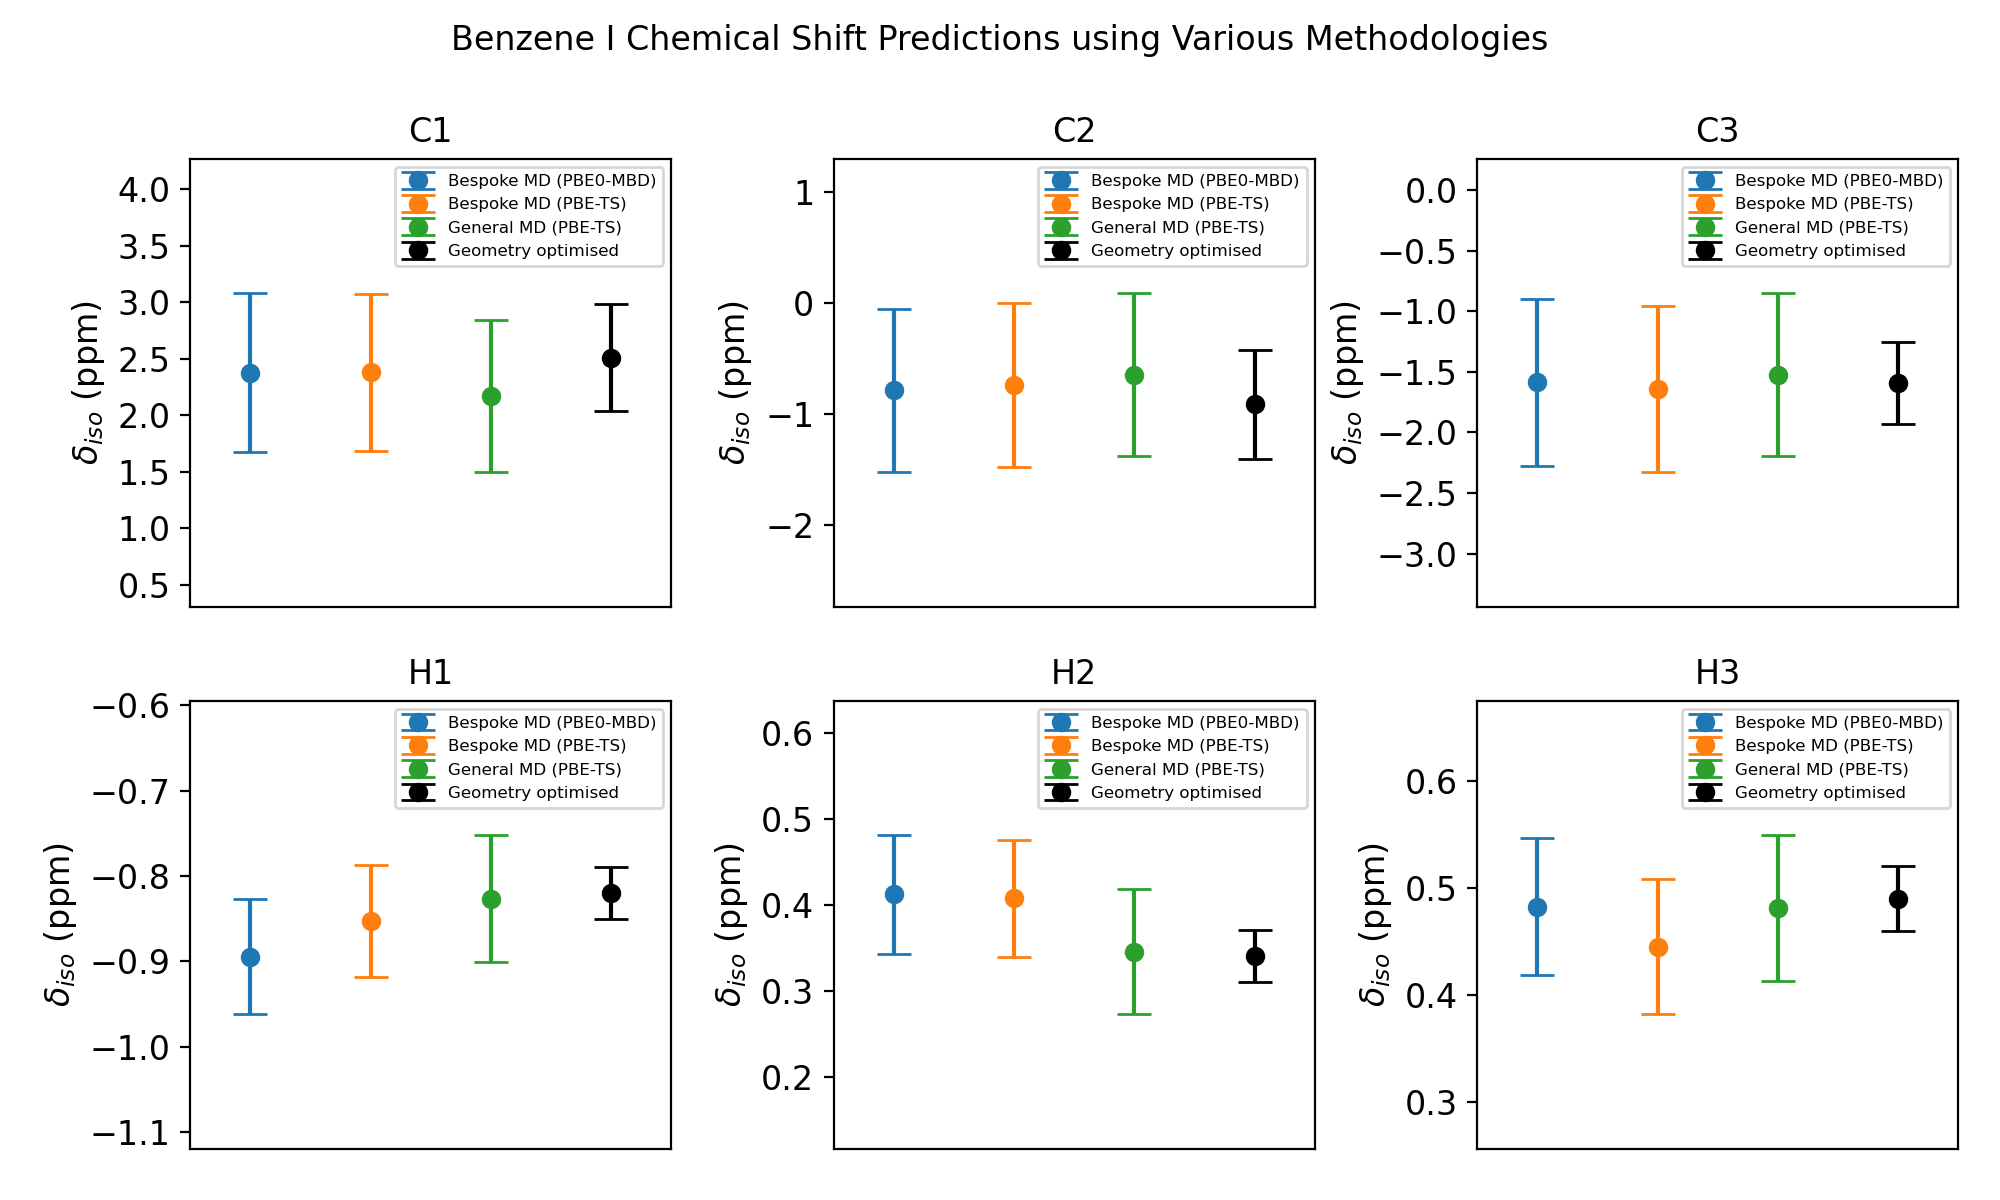 Benzene I Chemical Shift Predictions using Various Methodologies
C1
4.0
3.5
3.0
2.5
2.0
1.5
1.0
0.5
δiso (ppm)
Bespoke MD (PBE0-MBD)
Bespoke MD (PBE-TS)
General MD (PBE-TS)
Geometry optimised
C2
1
0
−1
−2
δiso (ppm)
Bespoke MD (PBE0-MBD)
Bespoke MD (PBE-TS)
General MD (PBE-TS)
Geometry optimised
C3
0.0
−0.5
−1.0
−1.5
−2.0
−2.5
−3.0
δiso (ppm)
Bespoke MD (PBE0-MBD)
Bespoke MD (PBE-TS)
General MD (PBE-TS)
Geometry optimised
H1
−0.6
−0.7
−0.8
−0.9
−1.0
−1.1
δiso (ppm)
Bespoke MD (PBE0-MBD)
Bespoke MD (PBE-TS)
General MD (PBE-TS)
Geometry optimised
H2
0.6
0.5
0.4
0.3
0.2
δiso (ppm)
Bespoke MD (PBE0-MBD)
Bespoke MD (PBE-TS)
General MD (PBE-TS)
Geometry optimised
H3
0.6
0.5
0.4
0.3
δiso (ppm)
Bespoke MD (PBE0-MBD)
Bespoke MD (PBE-TS)
General MD (PBE-TS)
Geometry optimised